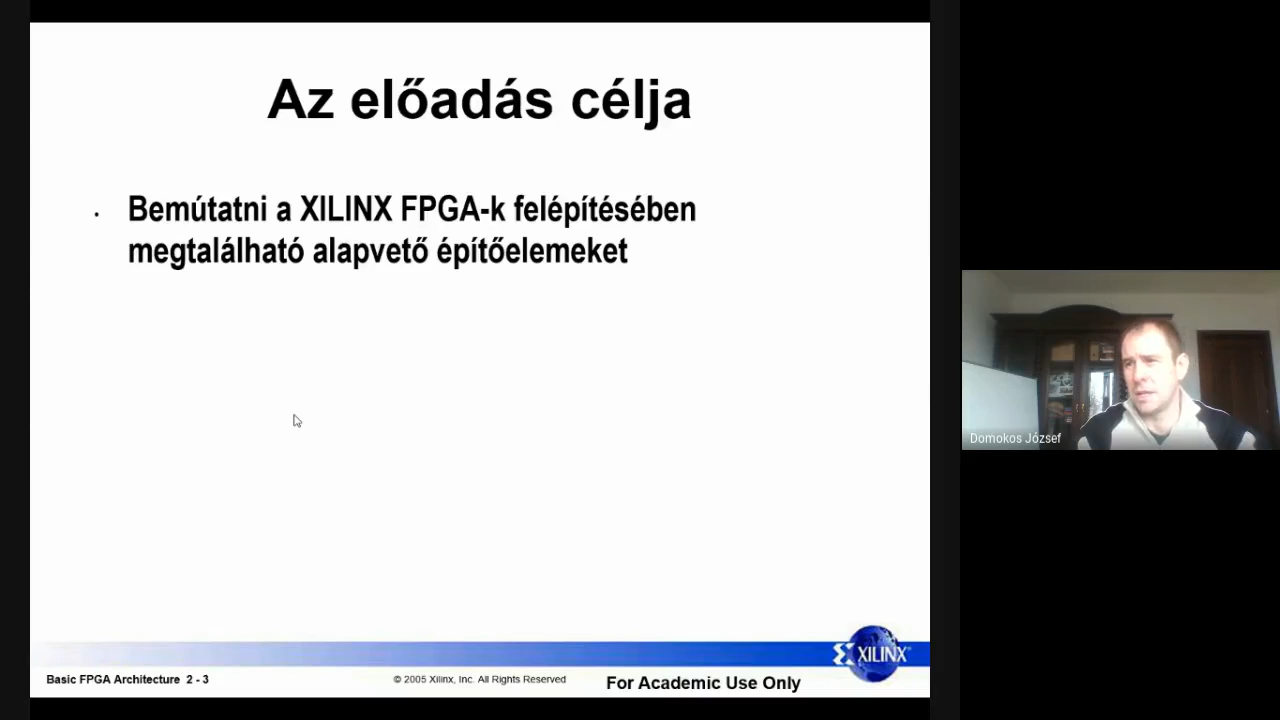 Az előadás célja
• Bemútatni a XILINX FPGA-k felépítésében
megtalálható alapvető építőelemeket
Domokos József
XILINX®
Basic FPGA Architecture 2 - 3
© 2005 Xilinx, Inc. All Rights Reserved
For Academic Use Only